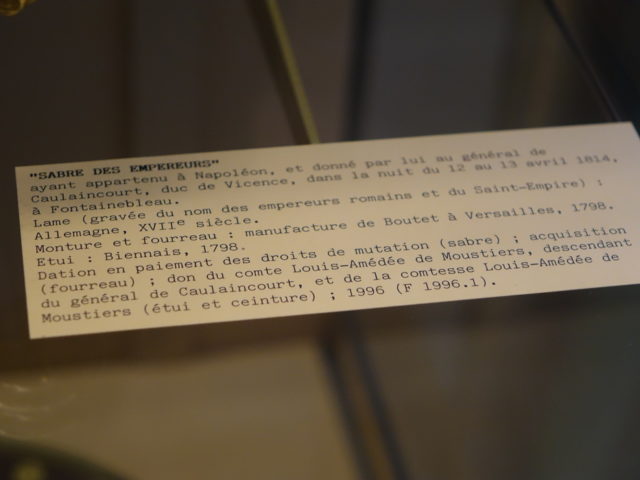 "SABRE DES EMPEREURS"
ayant appartenu à Napoléon, et donné par lui au général de
Caulaincourt, duc de Vicence, dans la nuit du 12 au 13 avril 1814,
à Fontainebleau.
Lame (gravée du nom des empereurs romains et du Saint-Empire) :
Allemagne, XVIIe siècle.
Monture et fourreau : manufacture de Boutet à Versailles, 1798.
Etui : Biennais, 1798.
Dation en paiement des droits de mutation (sabre) ; acquisition
(fourreau) ; don du comte Louis-Amédée de Moustiers, descendant
du général de Caulaincourt, et de la comtesse Louis-Amédée de
Moustiers (étui et ceinture) ; 1996 (F 1996.1).